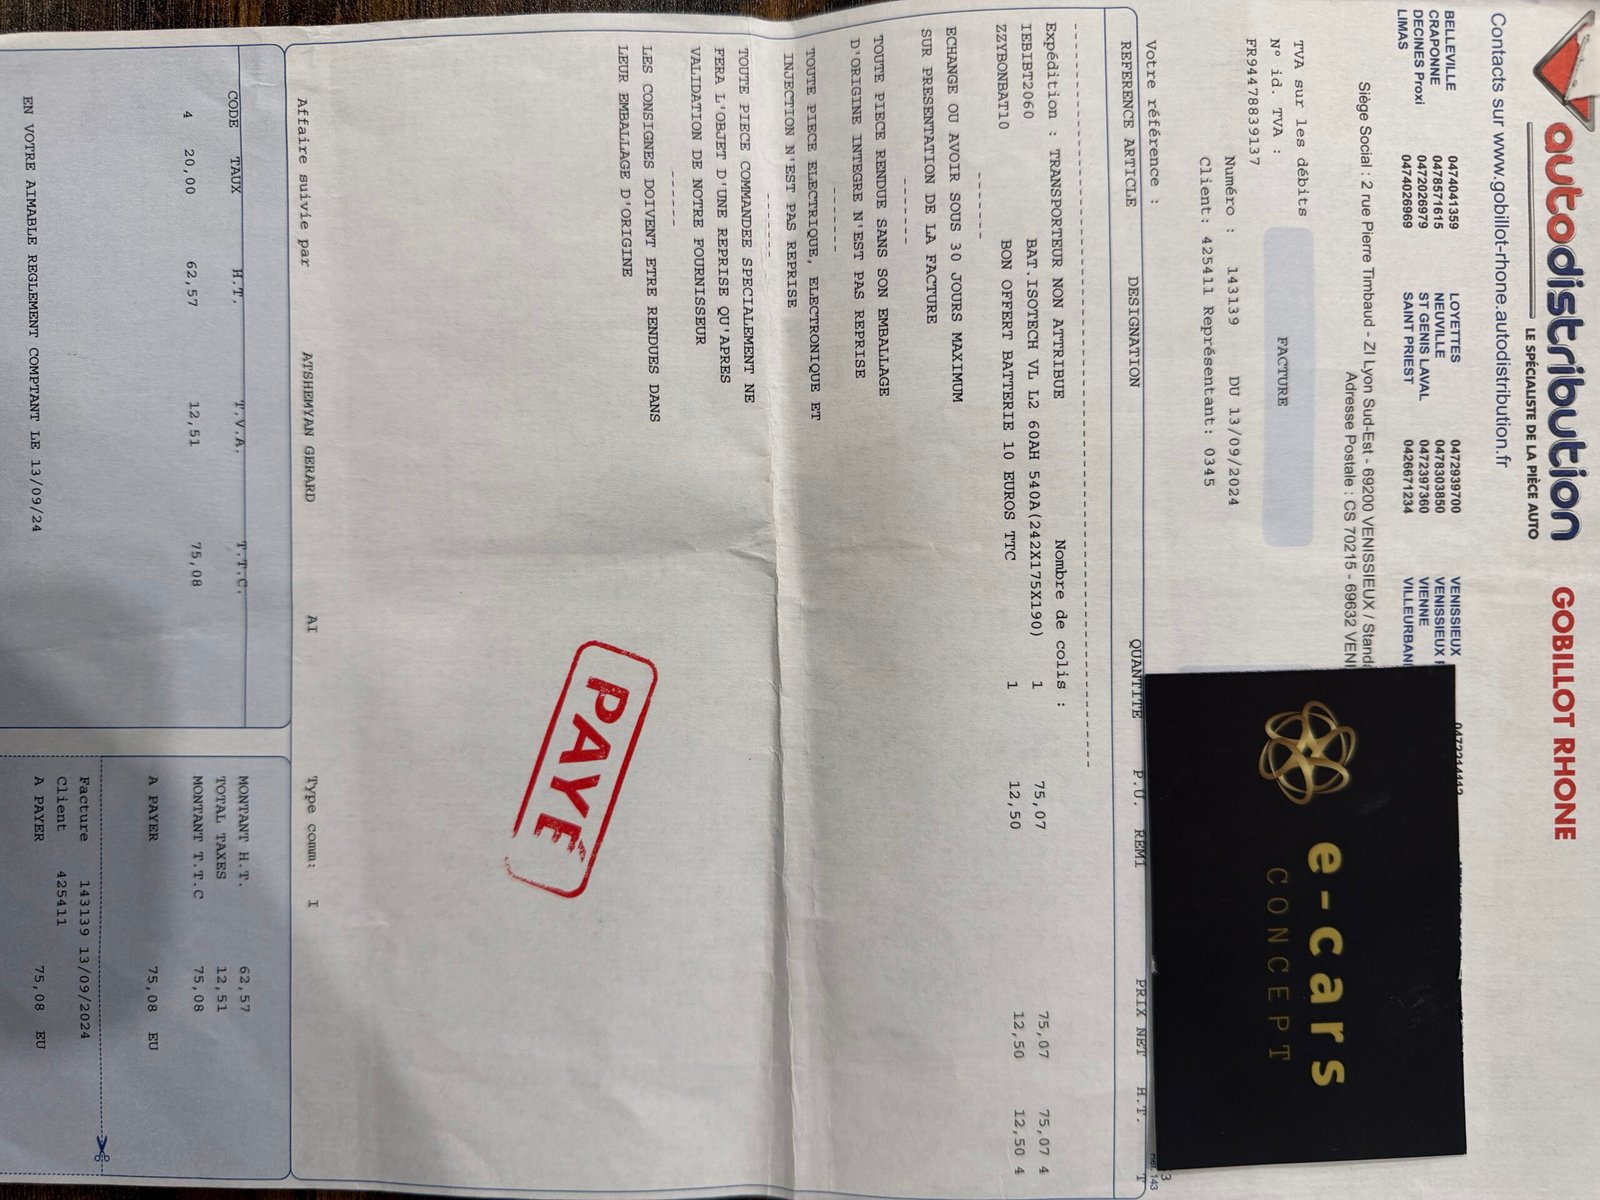 autodistribution GOBILLOT RHONE
LE SPÉCIALISTE DE LA PIÈCE AUTO
Contacts sur www.gobillot-rhone.autodistribution.fr
BELLEVILLE 0474041359 LOYETTES 0472939700 VENISSIEUX
CRAPONNE 0478571615 NEUVILLE 0478303850 VENISSIEUX
DECINES Proxi 0472026979 ST GENIS LAVAL 0472397360 VIENNE
LIMAS 0474026969 SAINT PRIEST 0426671234 VILLEURBAN
Siège Social : 2 rue Pierre Timbaud - ZI Lyon Sud-Est - 69200 VENISSIEUX / Standa
Adresse Postale : CS 70215 - 69632 VENI
e-cars
CONCEPT
TVA sur les débits
N° id. TVA :
FR94478839137
FACTURE
Numéro : 143139 DU 13/09/2024
Client: 425411 Représentant: 0345
Votre référence :
REFERENCE ARTICLE DESIGNATION QUANTITE P.U. REMI PRIX NET H.T. T
Expédition : TRANSPORTEUR NON ATTRIBUE Nombre de colis :
IEBIBT2060 BAT.ISOTECH VL L2 60AH 540A(242X175X190) 1 75,07 75,07 75,07 4
ZZYBONBAT10 BON OFFERT BATTERIE 10 EUROS TTC 1 12,50 12,50 12,50 4
ECHANGE OU AVOIR SOUS 30 JOURS MAXIMUM
SUR PRESENTATION DE LA FACTURE
TOUTE PIECE RENDUE SANS SON EMBALLAGE
D'ORIGINE INTEGRE N'EST PAS REPRISE
TOUTE PIECE ELECTRIQUE, ELECTRONIQUE ET
INJECTION N'EST PAS REPRISE
TOUTE PIECE COMMANDEE SPECIALEMENT NE
FERA L'OBJET D'UNE REPRISE QU'APRES
VALIDATION DE NOTRE FOURNISSEUR
LES CONSIGNES DOIVENT ETRE RENDUES DANS
LEUR EMBALLAGE D'ORIGINE
PAYÉ
Affaire suivie par ATSHEMYAN GERARD AI Type comm: I
CODE TAUX H.T. T.V.A. T.T.C.
4 20,00 62,57 12,51 75,08
MONTANT H.T. 62,57
TOTAL TAXES 12,51
MONTANT T.T.C 75,08
A PAYER 75,08 EU
EN VOTRE AIMABLE REGLEMENT COMPTANT LE 13/09/24
Facture 143139 13/09/2024
Client 425411
A PAYER 75,08 EU